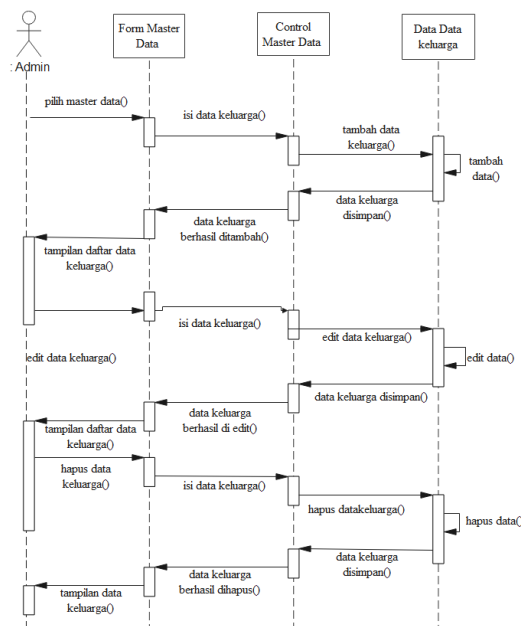 Form Master
Data
Control
Master Data
Data Data
keluarga
: Admin
pilih master data()
isi data keluarga()
tambah data
keluarga()
tambah
data()
data keluarga
disimpan()
data keluarga
berhasil ditambah()
tampilan daftar data
keluarga()
isi data keluarga()
edit data keluarga()
edit data keluarga()
edit data()
data keluarga disimpan()
data keluarga
berhasil di edit()
tampilan daftar data
keluarga()
hapus data
keluarga()
isi data keluarga()
hapus datakeluarga()
hapus data()
data keluarga
disimpan()
data keluarga
berhasil dihapus()
tampilan data
keluarga()